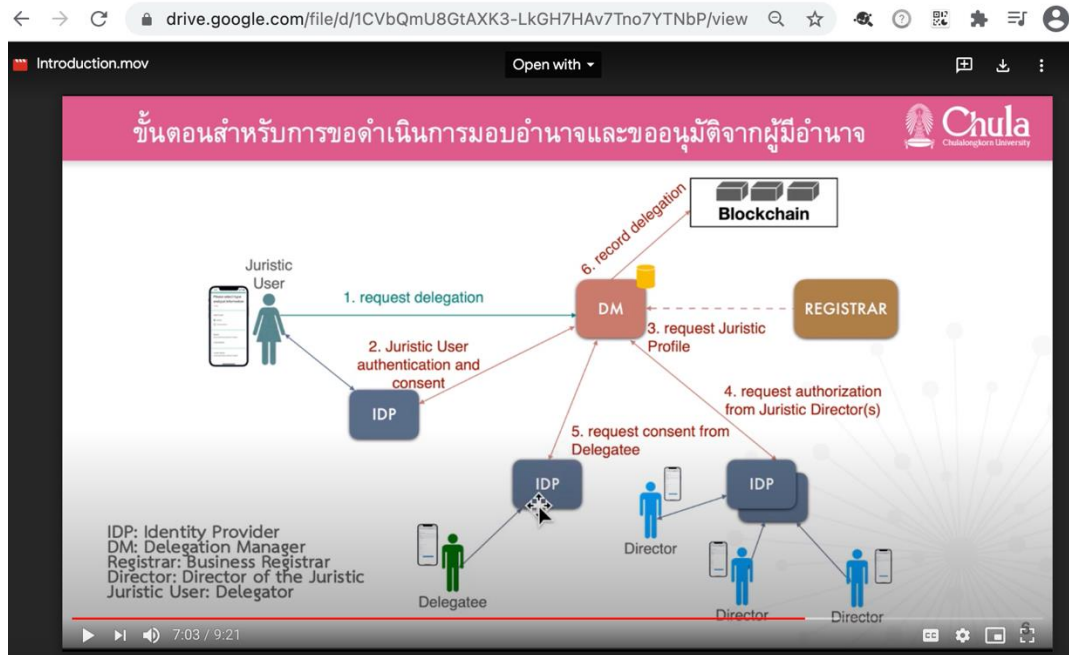 drive.google.com/file/d/1CVbQmU8GtAXK3-LkGH7HAv7Tno7YTNbP/view
Introduction.mov
Open with
ขั้นตอนสำหรับการขอดำเนินการมอบอำนาจและขออนุมัติจากผู้มีอำนาจ
Chula
Chulalongkorn University
Blockchain
6. record delegation
Juristic
User
1. request delegation
DM
REGISTRAR
3. request Juristic
Profile
2. Juristic User
authentication and
consent
IDP
4. request authorization
from Juristic Director(s)
5. request consent from
Delegatee
IDP
IDP
Director
Delegatee
Director
Director
IDP: Identity Provider
DM: Delegation Manager
Registrar: Business Registrar
Director: Director of the Juristic
Juristic User: Delegator
7:03 / 9:21
CC